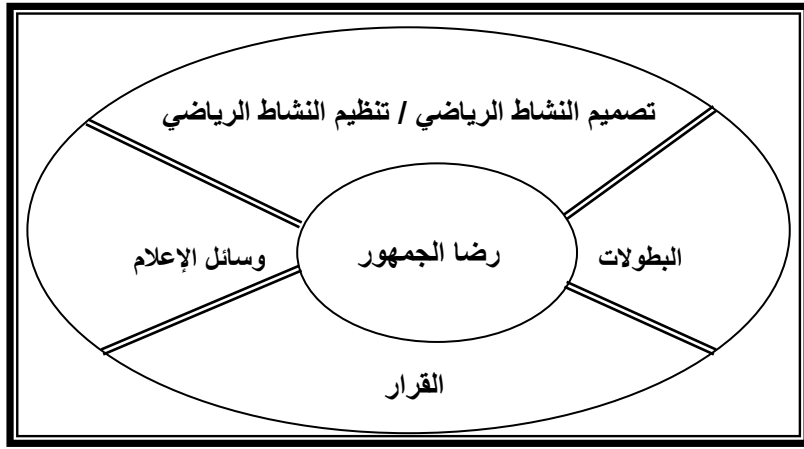 تصميم النشاط الرياضي / تنظيم النشاط الرياضي
البطولات
رضا الجمهور
وسائل الإعلام
القرار